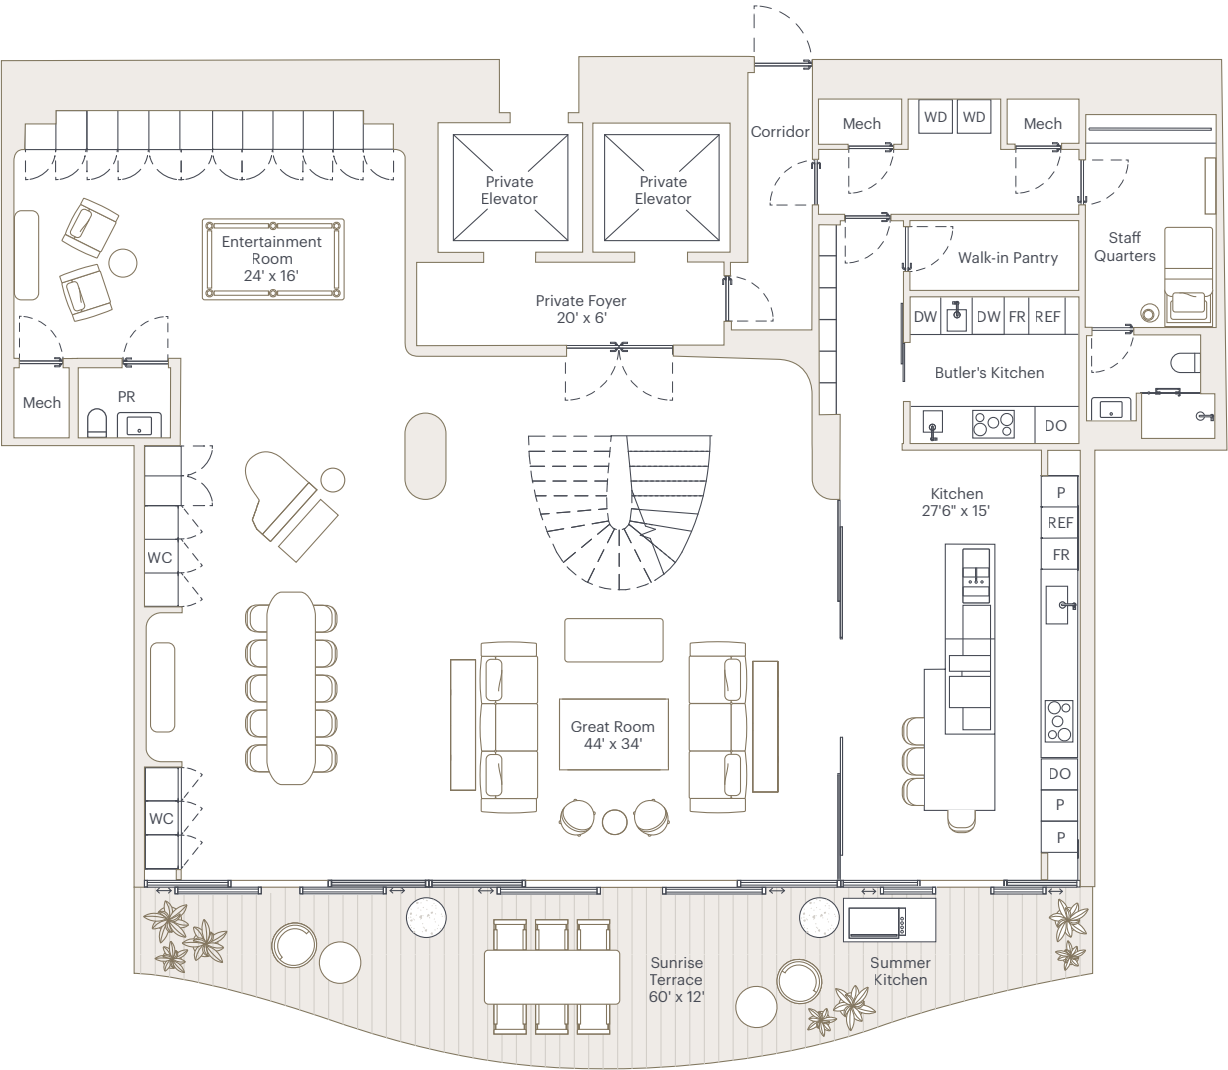 Corridor
Mech
WD
WD
Mech
Private
Elevator
Private
Elevator
Entertainment
Room
24' x 16'
Staff
Quarters
Walk-in Pantry
Private Foyer
20' x 6'
DW
DW
FR
REF
Butler's Kitchen
Mech
PR
DO
Kitchen
27'6" x 15'
P
REF
FR
WC
Great Room
44' x 34'
DO
P
P
WC
Sunrise
Terrace
60' x 12'
Summer
Kitchen